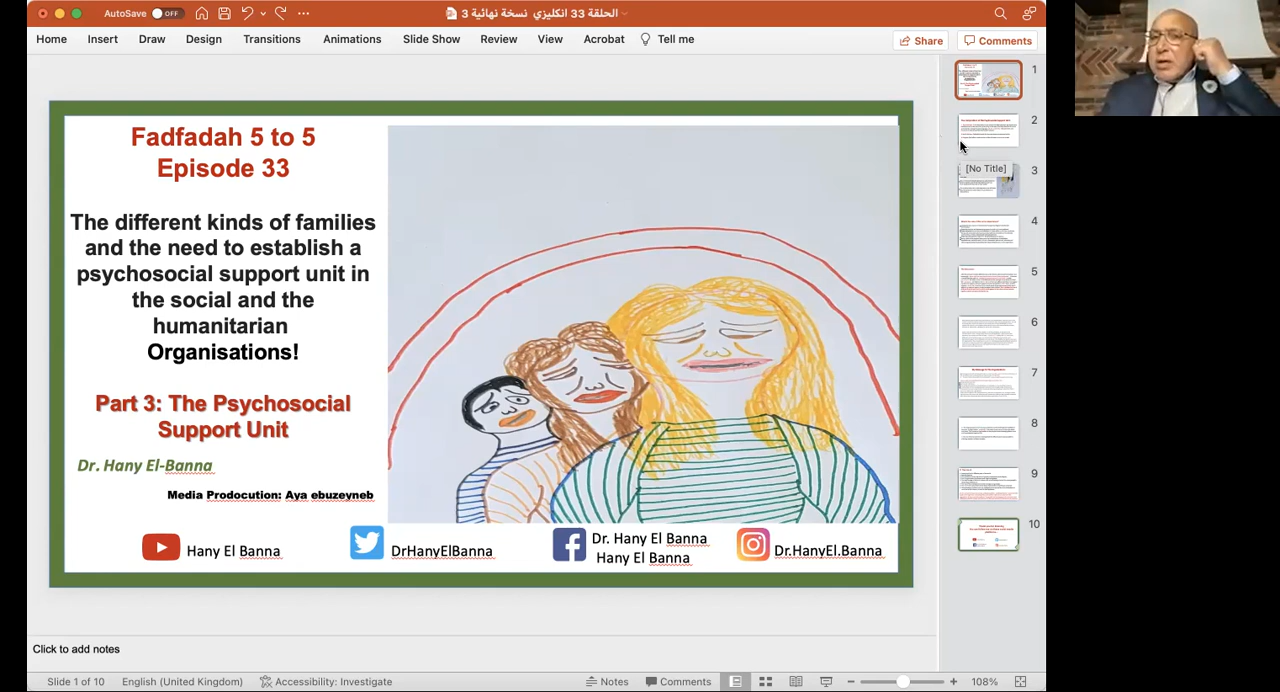 AutoSave OFF
الحلقة 33 انكليزي نسخة نهائية 3
Home Insert Draw Design Transitions Animations Slide Show Review View Acrobat Tell me
Share Comments
Fadfadah 5 to 5
Episode 33
The different kinds of families
and the need to establish a
psychosocial support unit in
the social and the
humanitarian
Organisations!
Part 3: The Psychosocial
Support Unit
Dr. Hany El-Banna
Media Prodocution: Aya ebuzeyneb
Hany El Banna
DrHanyElBanna
Dr. Hany El Banna
Hany El Banna
Dr.HanyEl.Banna
1
2
[No Title]
3
4
5
6
7
8
9
10
Click to add notes
Slide 1 of 10 English (United Kingdom) Accessibility: Investigate Notes Comments 108%